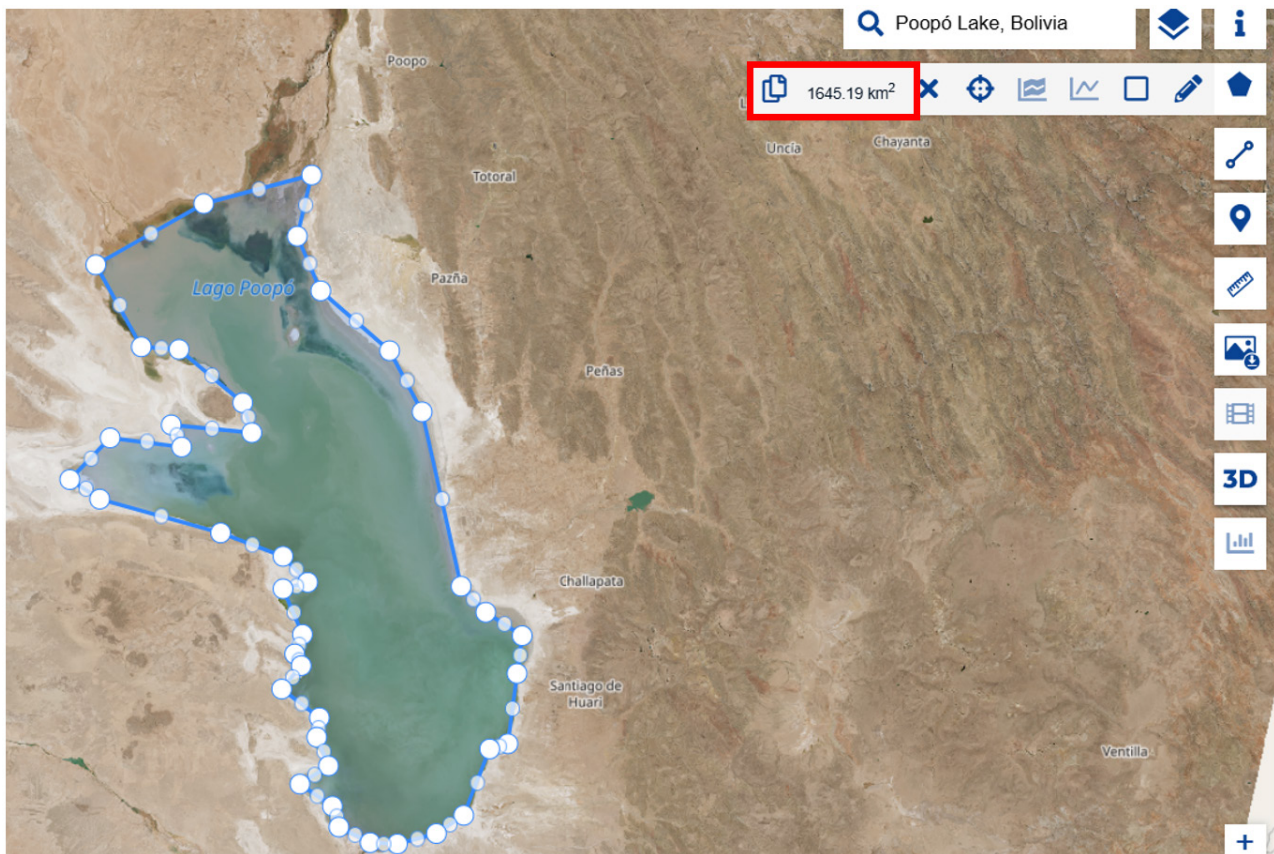 Poopó Lake, Bolivia
Poopo
1645.19 km²
Uncía
Chayanta
Totoral
Pazña
Lago Poopó
Peñas
3D
Challapata
Santiago de
Huari
Ventilla